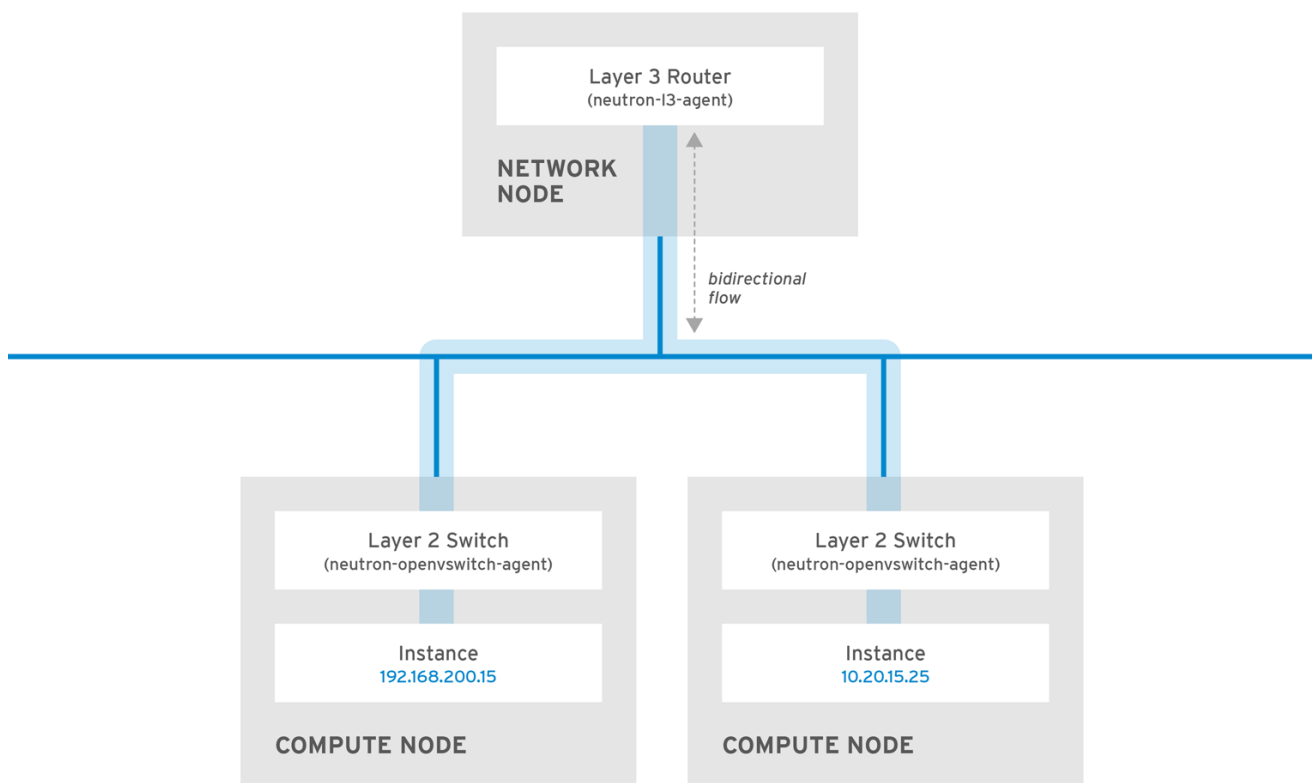 Layer 3 Router
(neutron-l3-agent)
NETWORK
NODE
bidirectional
flow
Layer 2 Switch
(neutron-openvswitch-agent)
Instance
192.168.200.15
COMPUTE NODE
Layer 2 Switch
(neutron-openvswitch-agent)
Instance
10.20.15.25
COMPUTE NODE